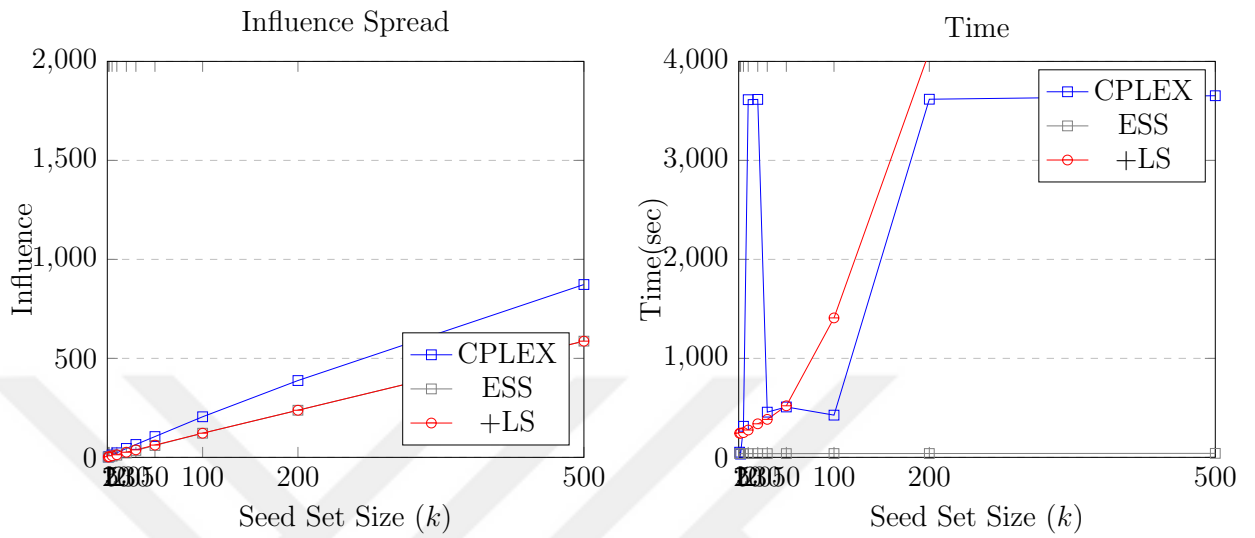 Influence Spread
2,000
1,500
1,000
500
0
Influence
50
100
200
500
Seed Set Size (k)
CPLEX
ESS
+LS
Time
4,000
3,000
2,000
1,000
0
Time(sec)
50
100
200
500
Seed Set Size (k)
CPLEX
ESS
+LS